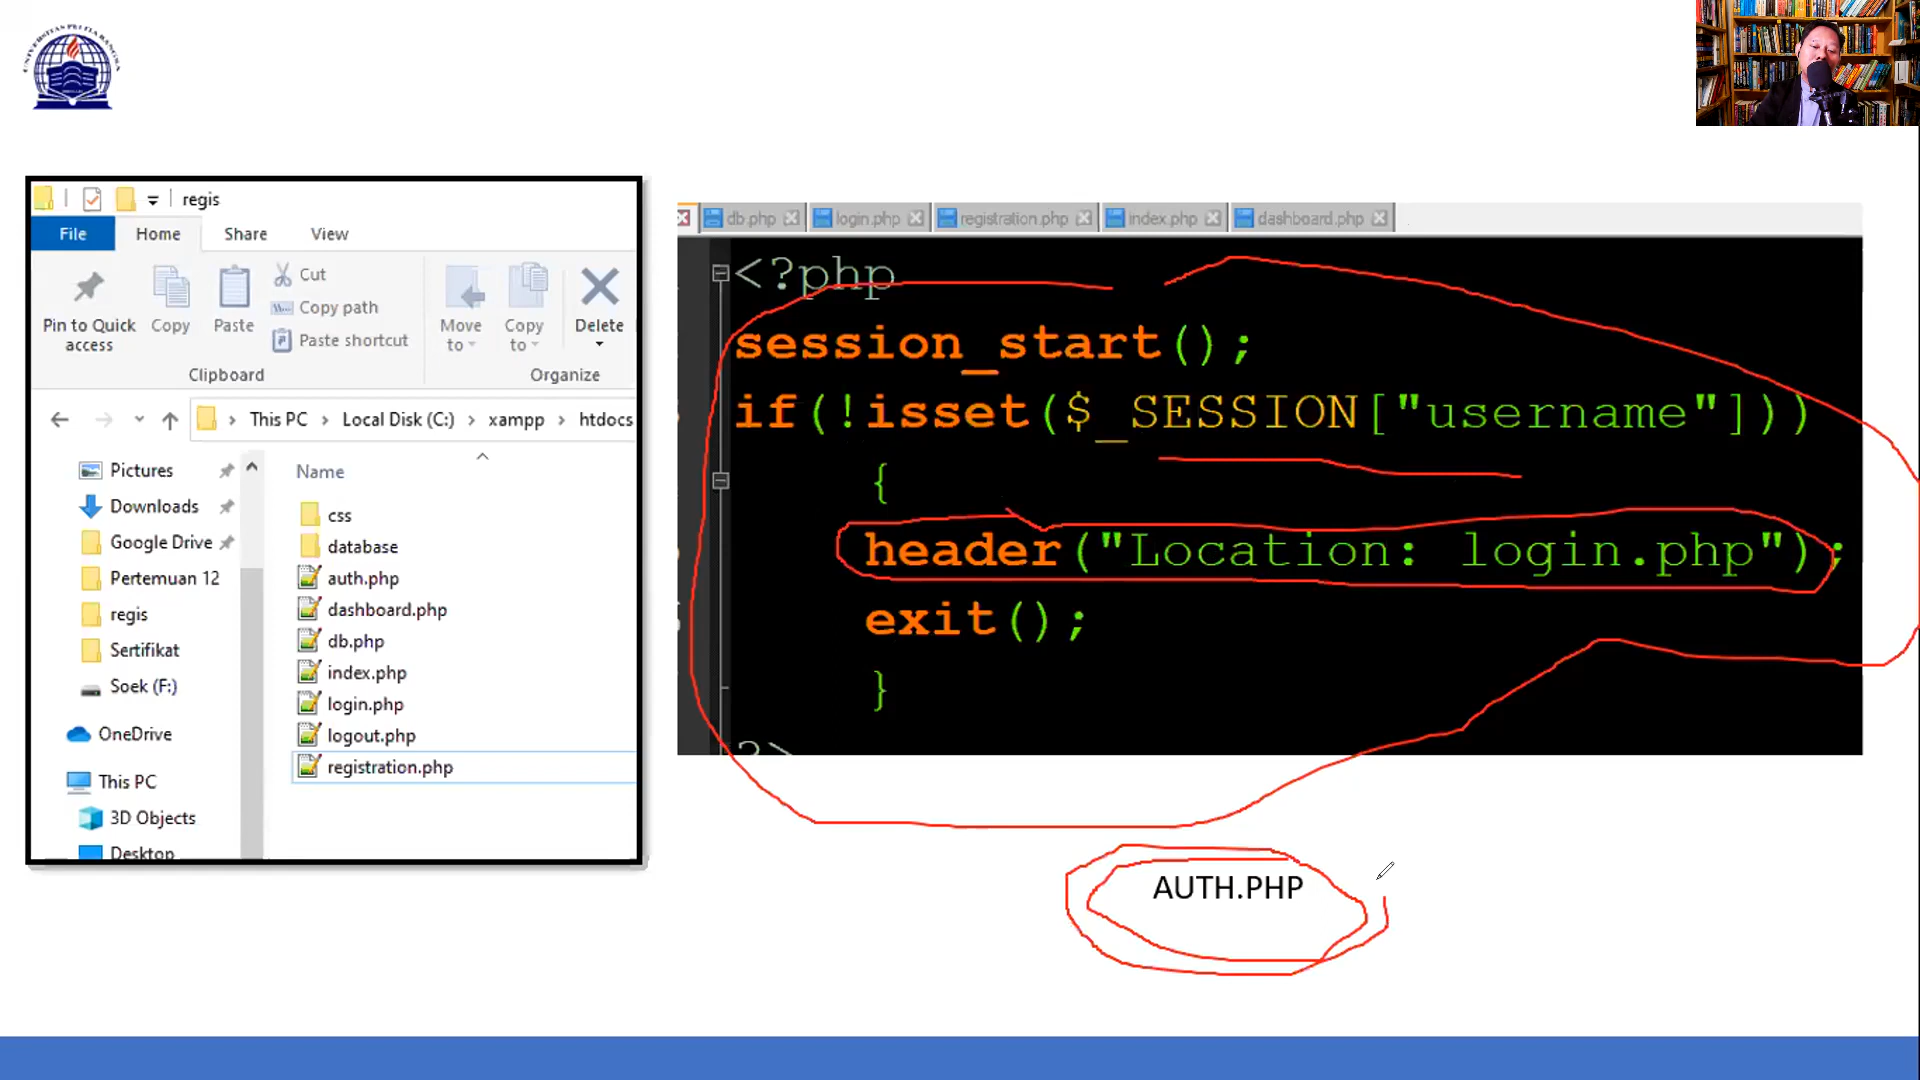 UNIVERSITAS PELITA BANGSA
regis
File Home Share View
Pin to Quick access
Copy
Paste
Cut
Copy path
Paste shortcut
Move to
Copy to
Delete
Clipboard
Organize
This PC > Local Disk (C:) > xampp > htdocs
Pictures
Downloads
Google Drive
Pertemuan 12
regis
Sertifikat
Soek (F:)
OneDrive
This PC
3D Objects
Desktop
Name
css
database
auth.php
dashboard.php
db.php
index.php
login.php
logout.php
registration.php
db.php login.php registration.php index.php dashboard.php
<?php
session_start();
if(!isset($_SESSION["username"]))
{
header("Location: login.php");
exit();
}
?>
AUTH.PHP